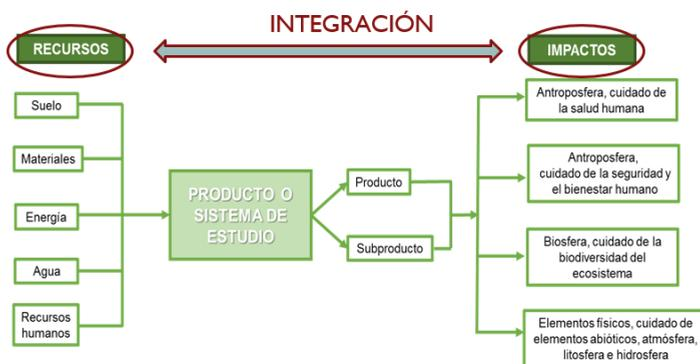 INTEGRACIÓN
RECURSOS
IMPACTOS
Suelo
Materiales
Energía
Agua
Recursos
humanos
PRODUCTO O
SISTEMA DE
ESTUDIO
Producto
Subproducto
Antroposfera, cuidado de
la salud humana
Antroposfera,
cuidado de la seguridad y
el bienestar humano
Biosfera, cuidado de la
biodiversidad del
ecosistema
Elementos físicos, cuidado de
elementos abióticos, atmósfera,
litosfera e hidrosfera